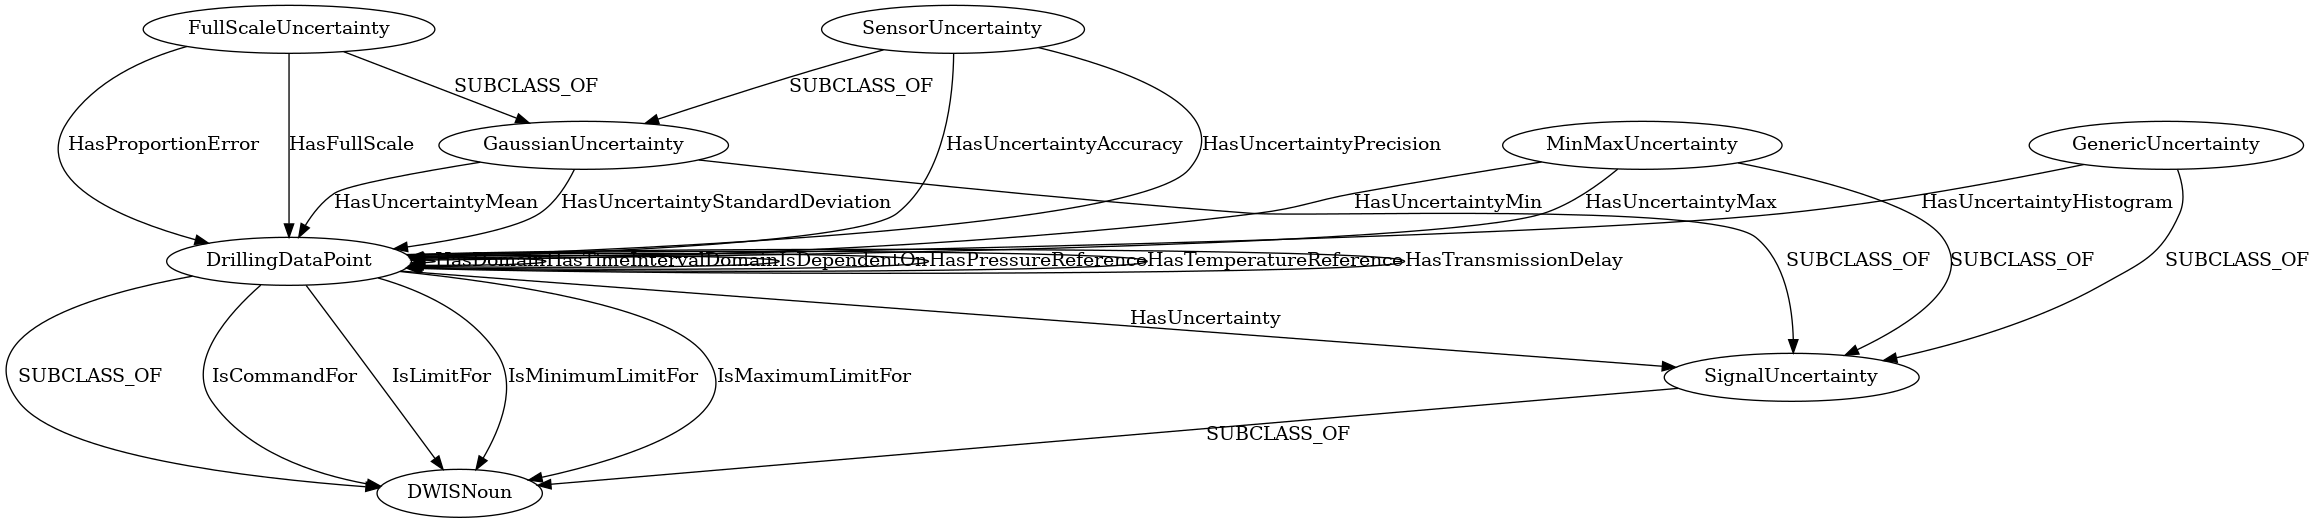 FullScaleUncertainty
SensorUncertainty
SUBCLASS_OF
SUBCLASS_OF
HasProportionError
HasFullScale
GaussianUncertainty
HasUncertaintyAccuracy
HasUncertaintyPrecision
MinMaxUncertainty
GenericUncertainty
HasUncertaintyMean
HasUncertaintyStandardDeviation
HasUncertaintyMin
HasUncertaintyMax
HasUncertaintyHistogram
DrillingDataPoint
HasDomain
HasTimeIntervalDomain
IsDependentOn
HasPressureReference
HasTemperatureReference
HasTransmissionDelay
SUBCLASS_OF
SUBCLASS_OF
SUBCLASS_OF
HasUncertainty
SUBCLASS_OF
IsCommandFor
IsLimitFor
IsMinimumLimitFor
IsMaximumLimitFor
SignalUncertainty
SUBCLASS_OF
DWISNoun